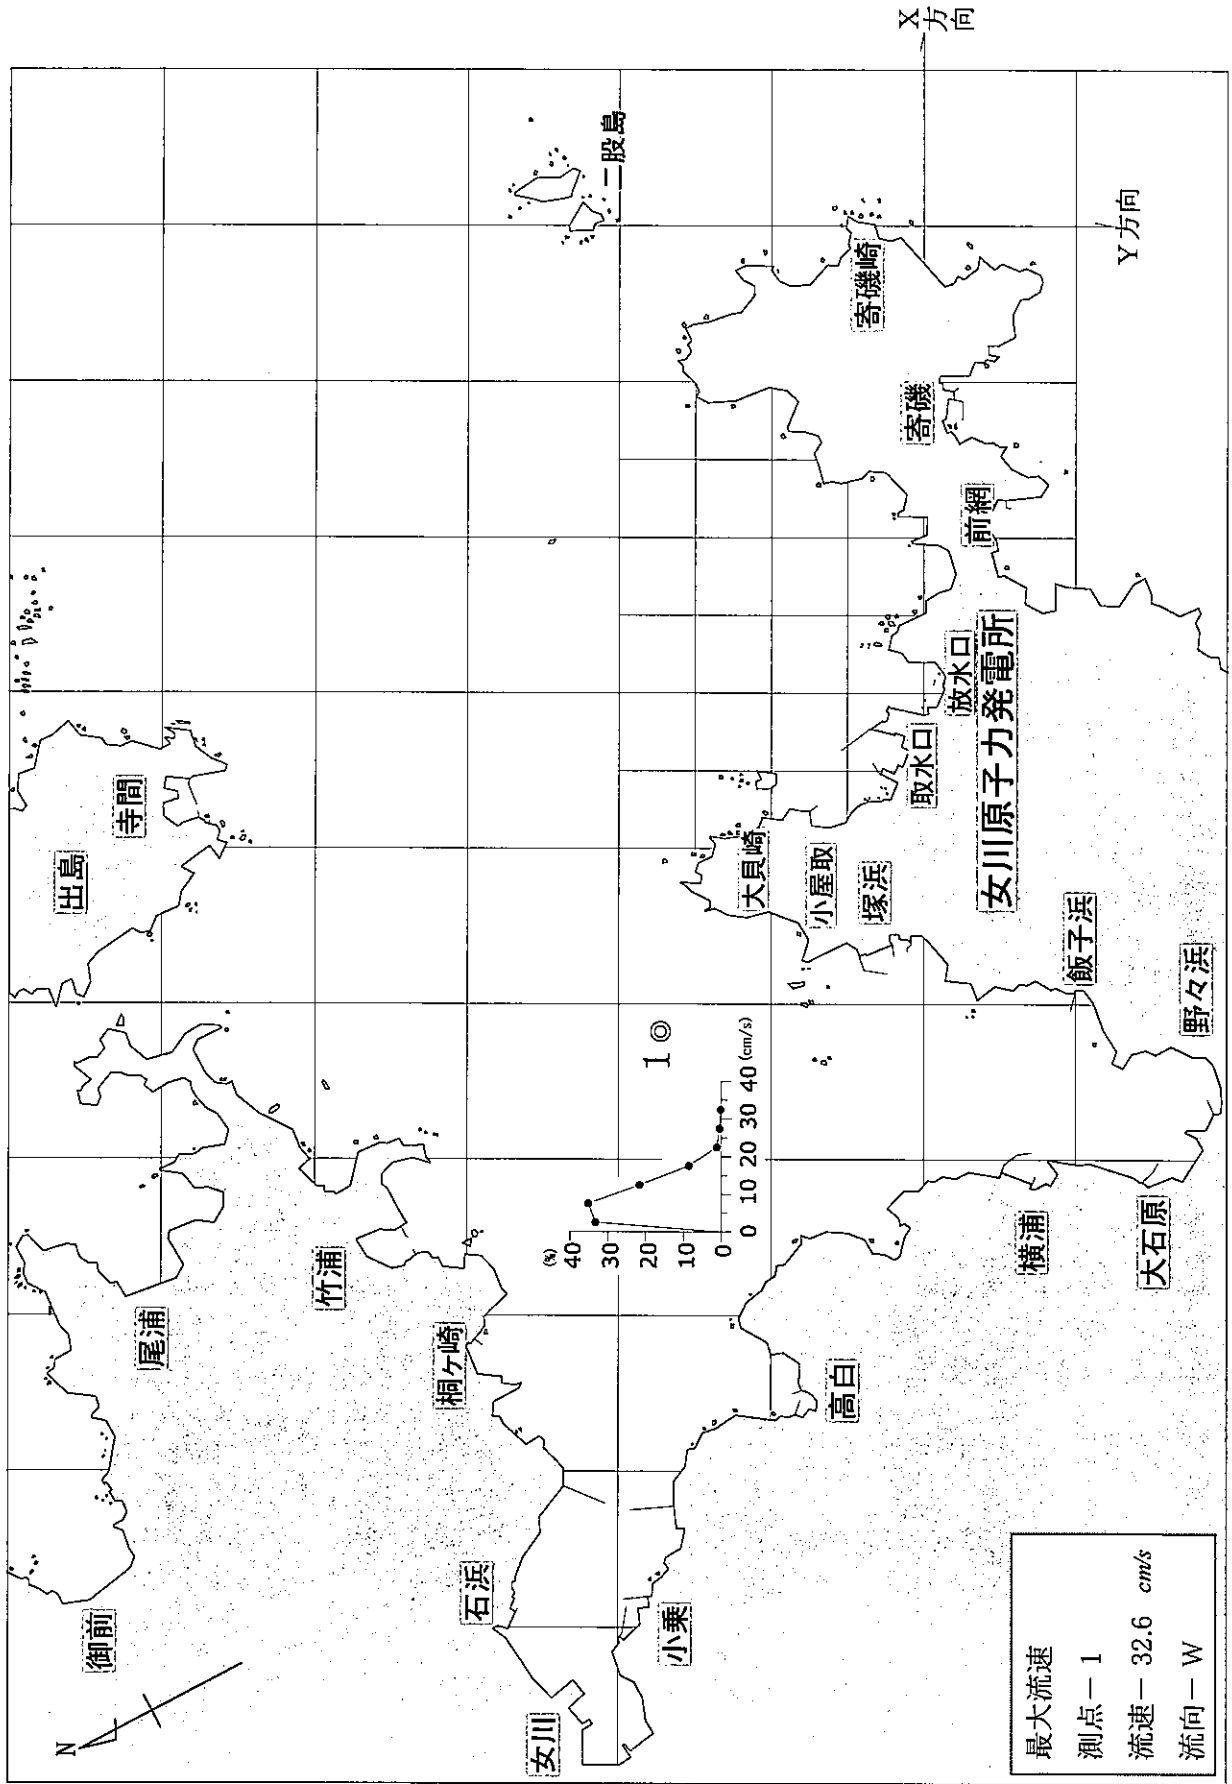 N
御前
出島
寺間
尾浦
竹浦
桐ヶ崎
石浜
女川
小乗
高白
横浦
大石原
野々浜
飯子浜
塚浜
小屋取
大貝崎
取水口
放水口
女川原子力発電所
前網
寄磯
寄磯崎
二股島
X方向
Y方向
1
(%)
40
30
20
10
0
0 10 20 30 40 (cm/s)
最大流速
測点－1
流速－32.6 cm/s
流向－W